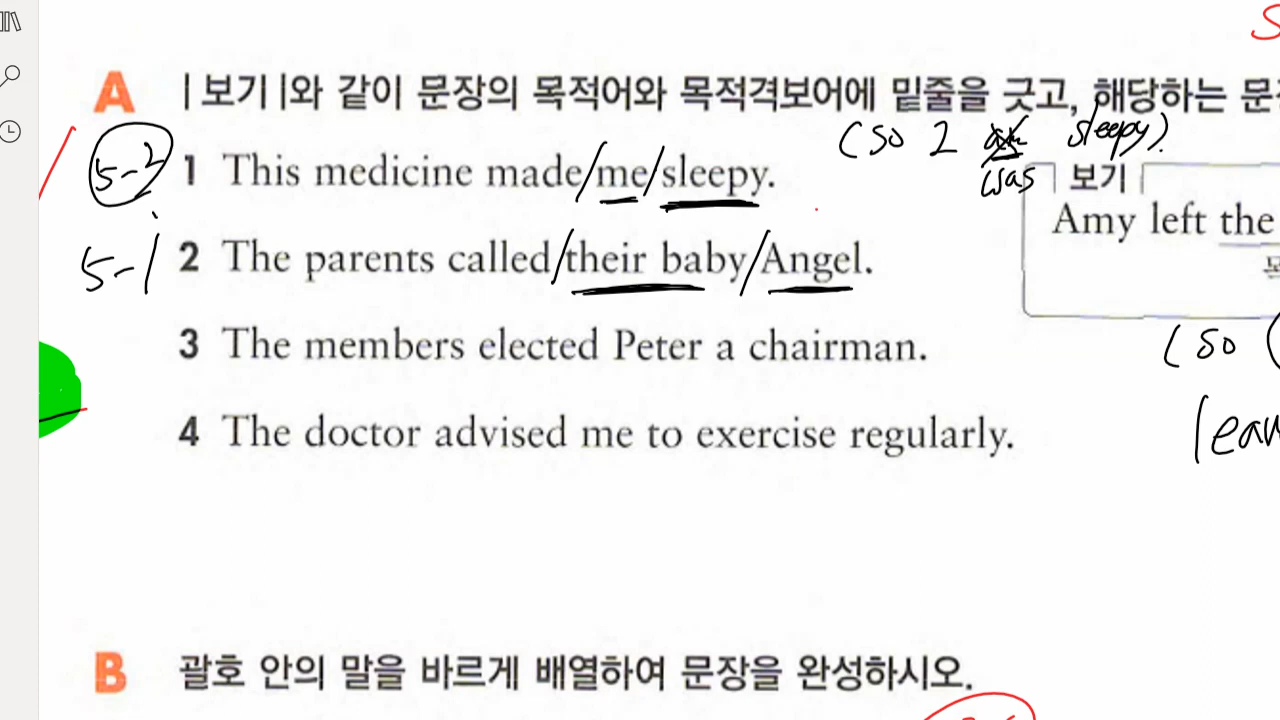 A |보기|와 같이 문장의 목적어와 목적격보어에 밑줄을 긋고, 해당하는
(so I was sleepy).
5-2 1 This medicine made/me/sleepy.
보기
Amy left the
5-1 2 The parents called/their baby/Angel.
3 The members elected Peter a chairman.
(so (
4 The doctor advised me to exercise regularly.
B 괄호 안의 말을 바르게 배열하여 문장을 완성하시오.